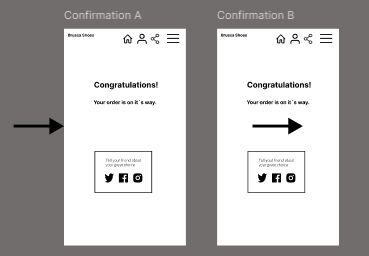 Confirmation A
Brusca Shoes
Congratulations!
Your order is on it´s way.
Tell your friend about
your great choice
Confirmation B
Brusca Shoes
Congratulations!
Your order is on it´s way.
Tell your friend about
your great choice